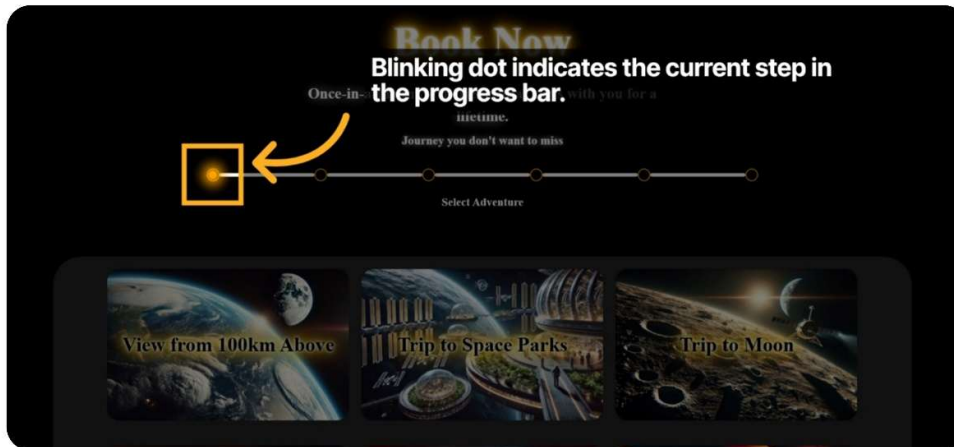 Book Now
Blinking dot indicates the current step in
Once-in- the progress bar. with you for a
lifetime.
Journey you don't want to miss
Select Adventure
View from 100km Above
Trip to Space Parks
Trip to Moon